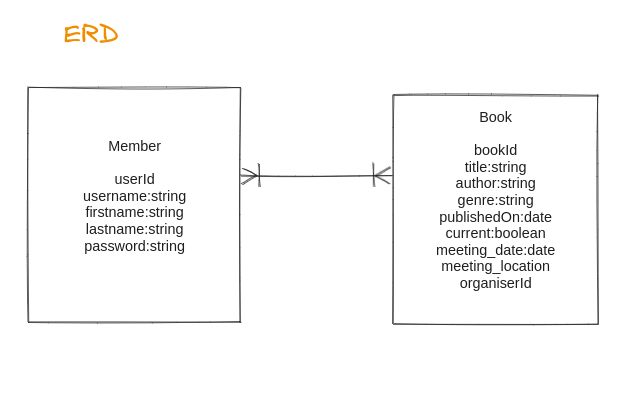 ERD
Member
userId
username:string
firstname:string
lastname:string
password:string
Book
bookId
title:string
author:string
genre:string
publishedOn:date
current:boolean
meeting_date:date
meeting_location
organiserId